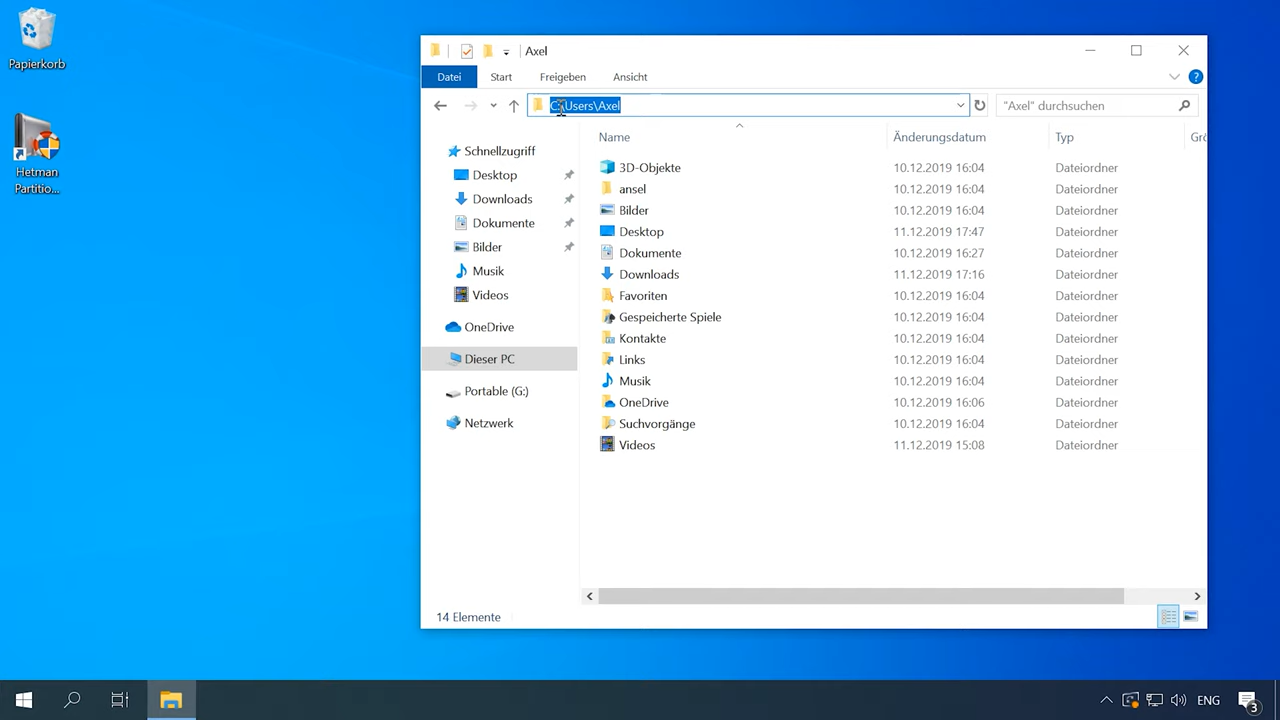 Papierkorb
Hetman
Partitio...
Axel
Datei Start Freigeben Ansicht
C:\Users\Axel
"Axel" durchsuchen
Name Änderungsdatum Typ Grö
Schnellzugriff
Desktop
Downloads
Dokumente
Bilder
Musik
Videos
OneDrive
Dieser PC
Portable (G:)
Netzwerk
3D-Objekte 10.12.2019 16:04 Dateiordner
ansel 10.12.2019 16:04 Dateiordner
Bilder 10.12.2019 16:04 Dateiordner
Desktop 11.12.2019 17:47 Dateiordner
Dokumente 10.12.2019 16:27 Dateiordner
Downloads 11.12.2019 17:16 Dateiordner
Favoriten 10.12.2019 16:04 Dateiordner
Gespeicherte Spiele 10.12.2019 16:04 Dateiordner
Kontakte 10.12.2019 16:04 Dateiordner
Links 10.12.2019 16:04 Dateiordner
Musik 10.12.2019 16:04 Dateiordner
OneDrive 10.12.2019 16:06 Dateiordner
Suchvorgänge 10.12.2019 16:04 Dateiordner
Videos 11.12.2019 15:08 Dateiordner
14 Elemente
ENG
3